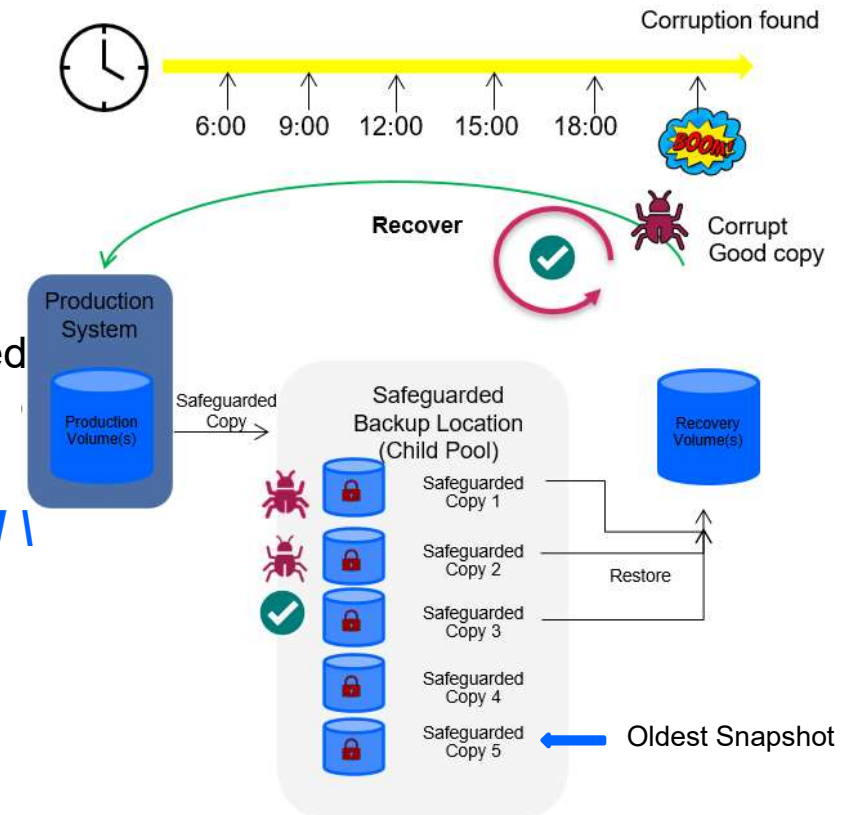 Corruption found
6:00 9:00 12:00 15:00 18:00
BOOM!
Recover
Corrupt
Good copy
Production
System
ed
Production
Volume(s)
Safeguarded
Copy
Safeguarded
Backup Location
(Child Pool)
Recovery
Volume(s)
Safeguarded
Copy 1
Safeguarded
Copy 2
Restore
Safeguarded
Copy 3
Safeguarded
Copy 4
Safeguarded
Copy 5
Oldest Snapshot